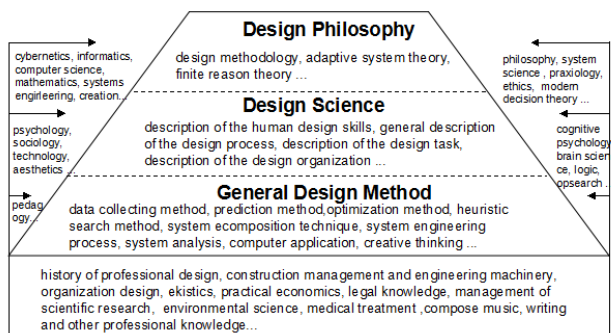 Design Philosophy
design methodology, adaptive system theory,
finite reason theory ...
cybernetics, informatics,
computer science,
mathematics, systems
engirleering, creation...
philosophy, system
science , praxiology,
ethics, modern
decision theory ...
Design Science
description of the human design skills, general description
of the design process, description of the design task,
description of the design organization ...
psychology,
sociology,
technology,
aesthetics ...
cognitive
psychology
brain scien
ce, logic,
opsearch ...
General Design Method
data collecting method, prediction method,optimization method, heuristic
search method, system ecomposition technique, system engineering
process, system analysis, computer application, creative thinking ...
pedag
ogy...
history of professional design, construction management and engineering machinery,
organization design, ekistics, practical economics, legal knowledge, management of
scientific research, environmental science, medical treatment ,compose music, writing
and other professional knowledge...